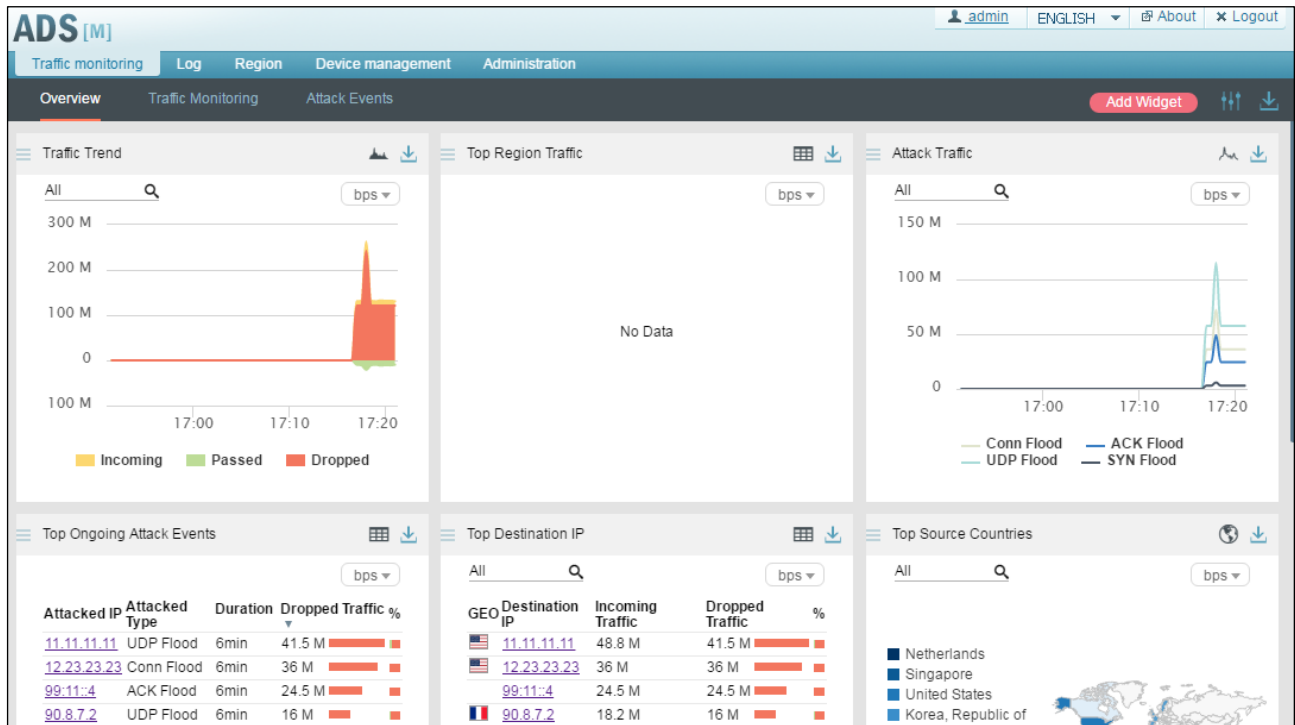 ADS [M]
admin ENGLISH About Logout
Traffic monitoring Log Region Device management Administration
Overview Traffic Monitoring Attack Events Add Widget
Traffic Trend
All bps
300 M
200 M
100 M
0
100 M
17:00 17:10 17:20
Incoming Passed Dropped
Top Region Traffic
bps
No Data
Attack Traffic
All bps
150 M
100 M
50 M
0
17:00 17:10 17:20
Conn Flood ACK Flood
UDP Flood SYN Flood
Top Ongoing Attack Events
bps
Attacked IP Attacked Type Duration Dropped Traffic %
11.11.11.11 UDP Flood 6min 41.5 M
12.23.23.23 Conn Flood 6min 36 M
99:11::4 ACK Flood 6min 24.5 M
90.8.7.2 UDP Flood 6min 16 M
Top Destination IP
All bps
GEO Destination IP Incoming Traffic Dropped Traffic %
11.11.11.11 48.8 M 41.5 M
12.23.23.23 36 M 36 M
99:11::4 24.5 M 24.5 M
90.8.7.2 18.2 M 16 M
Top Source Countries
All bps
Netherlands
Singapore
United States
Korea, Republic of